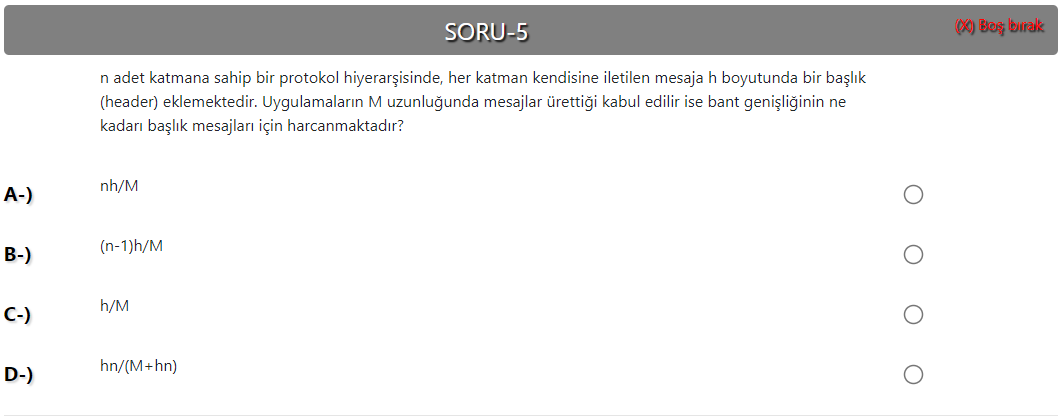 SORU-5
(X) Boş bırak
n adet katmana sahip bir protokol hiyerarşisinde, her katman kendisine iletilen mesaja h boyutunda bir başlık
(header) eklemektedir. Uygulamaların M uzunluğunda mesajlar ürettiği kabul edilir ise bant genişliğinin ne
kadarı başlık mesajları için harcanmaktadır?
A-) nh/M
B-) (n-1)h/M
C-) h/M
D-) hn/(M+hn)